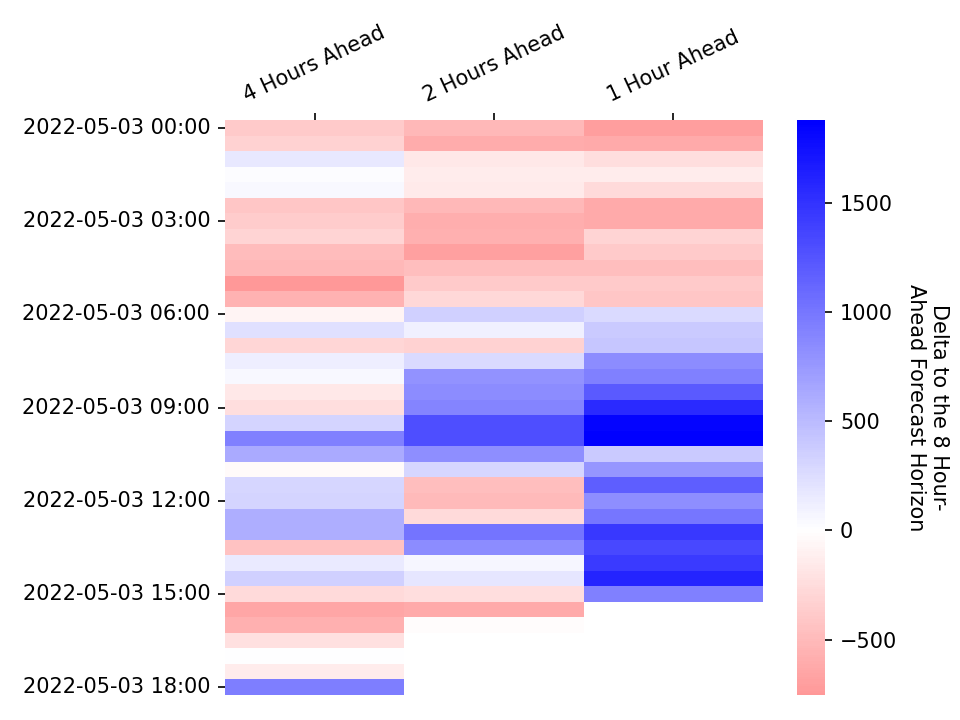 4 Hours Ahead
2 Hours Ahead
1 Hour Ahead
2022-05-03 00:00
2022-05-03 03:00
2022-05-03 06:00
2022-05-03 09:00
2022-05-03 12:00
2022-05-03 15:00
2022-05-03 18:00
1500
1000
500
0
−500
Delta to the 8 Hour-
Ahead Forecast Horizon